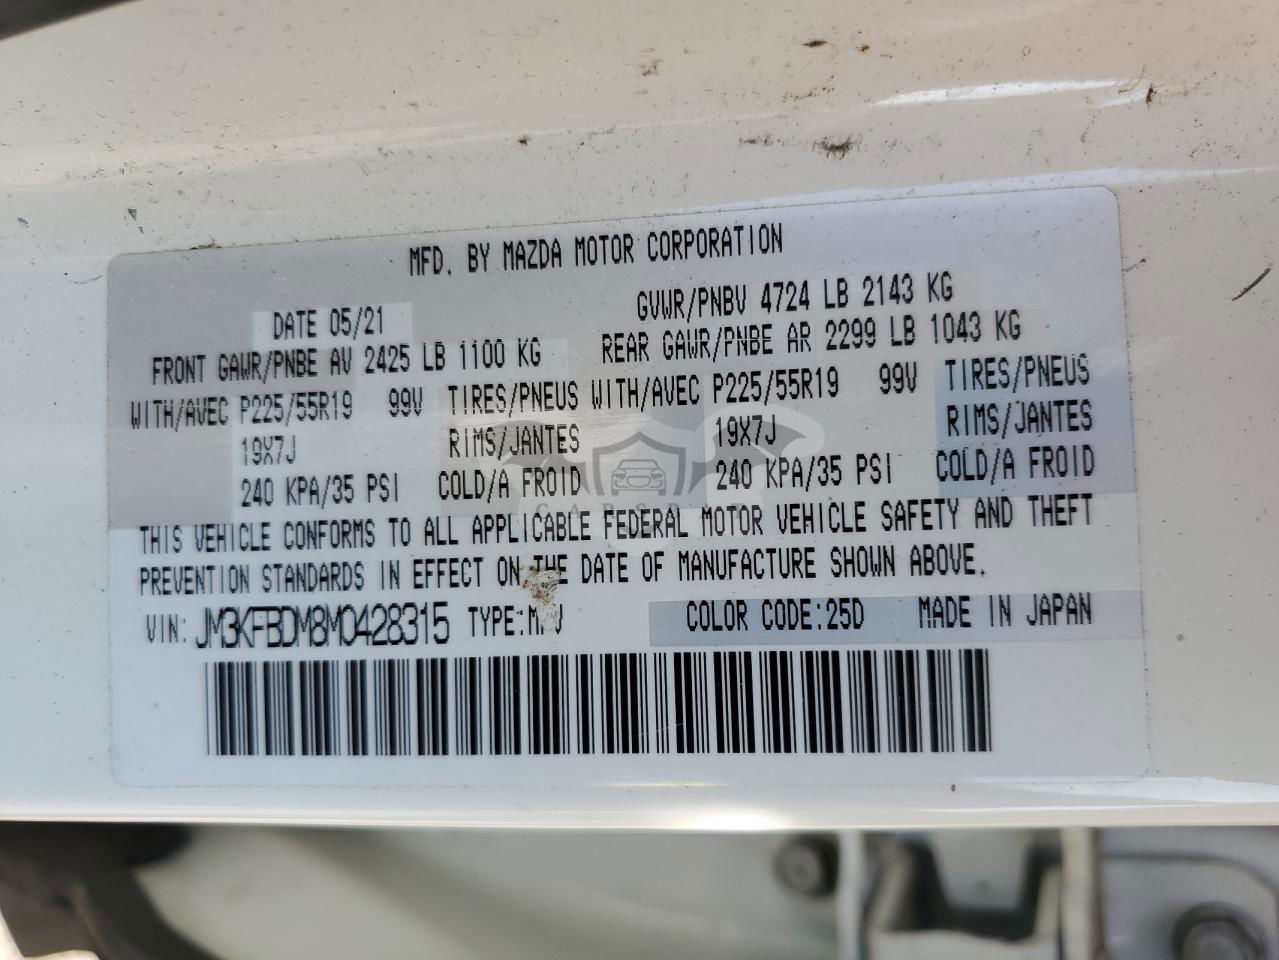 MFD. BY MAZDA MOTOR CORPORATION
DATE 05/21 GVWR/PNBV 4724 LB 2143 KG
FRONT GAWR/PNBE AV 2425 LB 1100 KG REAR GAWR/PNBE AR 2299 LB 1043 KG
WITH/AVEC P225/55R19 99V TIRES/PNEUS WITH/AVEC P225/55R19 99V TIRES/PNEUS
19X7J RIMS/JANTES 19X7J RIMS/JANTES
240 KPA/35 PSI COLD/A FROID 240 KPA/35 PSI COLD/A FROID
THIS VEHICLE CONFORMS TO ALL APPLICABLE FEDERAL MOTOR VEHICLE SAFETY AND THEFT
PREVENTION STANDARDS IN EFFECT ON THE DATE OF MANUFACTURE SHOWN ABOVE.
VIN: JM3KFBDM8M0428315 TYPE: COLOR CODE:25D MADE IN JAPAN